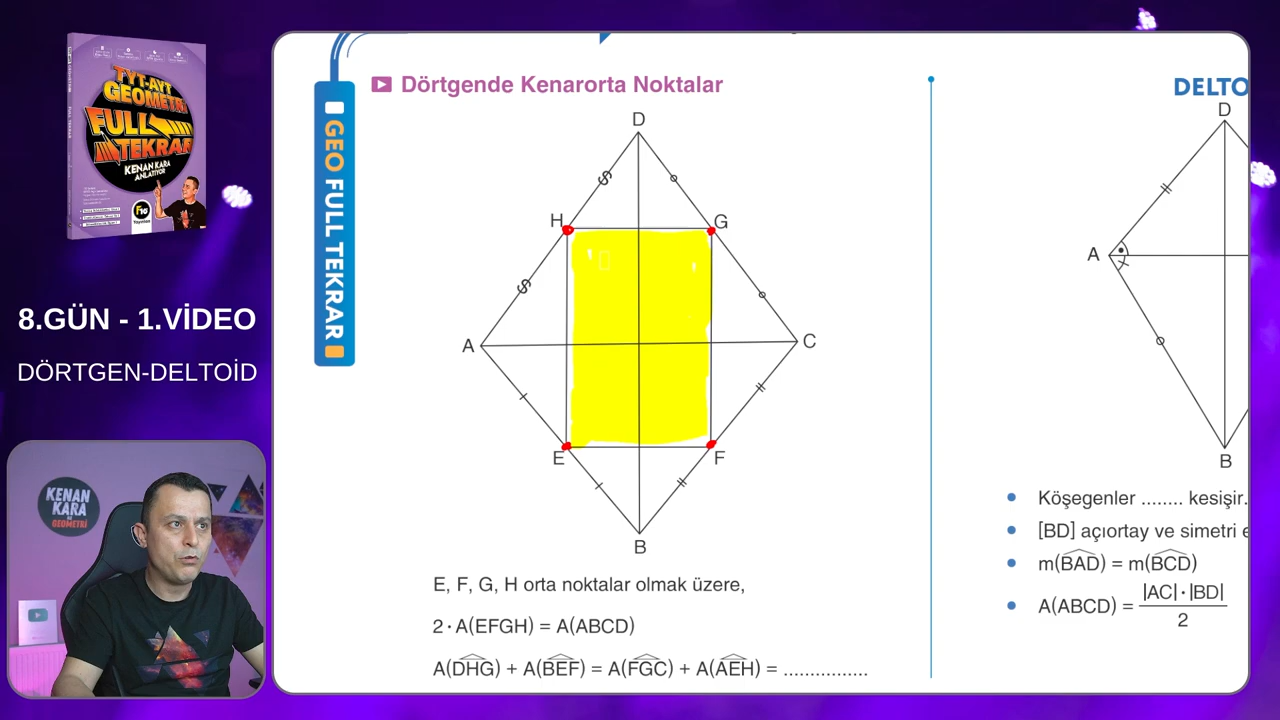 TYT-AYT
GEOMETRİ
FULL
TEKRAR
KENAN KARA
ANLATIYOR
8.GÜN - 1.VİDEO
DÖRTGEN-DELTOİD
KENAN
KARA
GEOMETRİ
GEO FULL TEKRAR
Dörtgende Kenarorta Noktalar
D
H
G
A
C
E
F
B
E, F, G, H orta noktalar olmak üzere,
2·A(EFGH) = A(ABCD)
A(DHG) + A(BEF) = A(FGC) + A(AEH) = ................
DELTO
D
A
B
Köşegenler ........ kesişir.
[BD] açıortay ve simetri e
m(BAD) = m(BCD)
A(ABCD) = |AC|·|BD| / 2